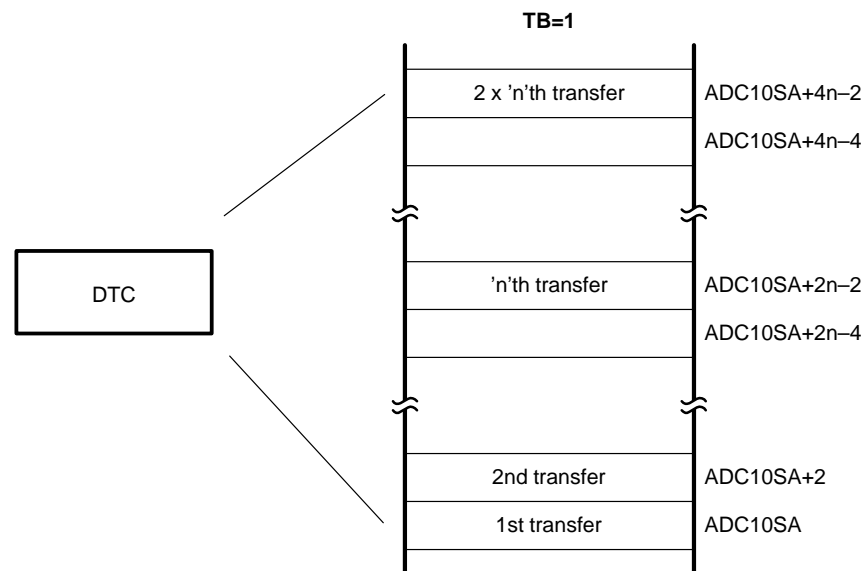 TB=1
2 x ’n’th transfer ADC10SA+4n–2
ADC10SA+4n–4
DTC
’n’th transfer ADC10SA+2n–2
ADC10SA+2n–4
2nd transfer ADC10SA+2
1st transfer ADC10SA